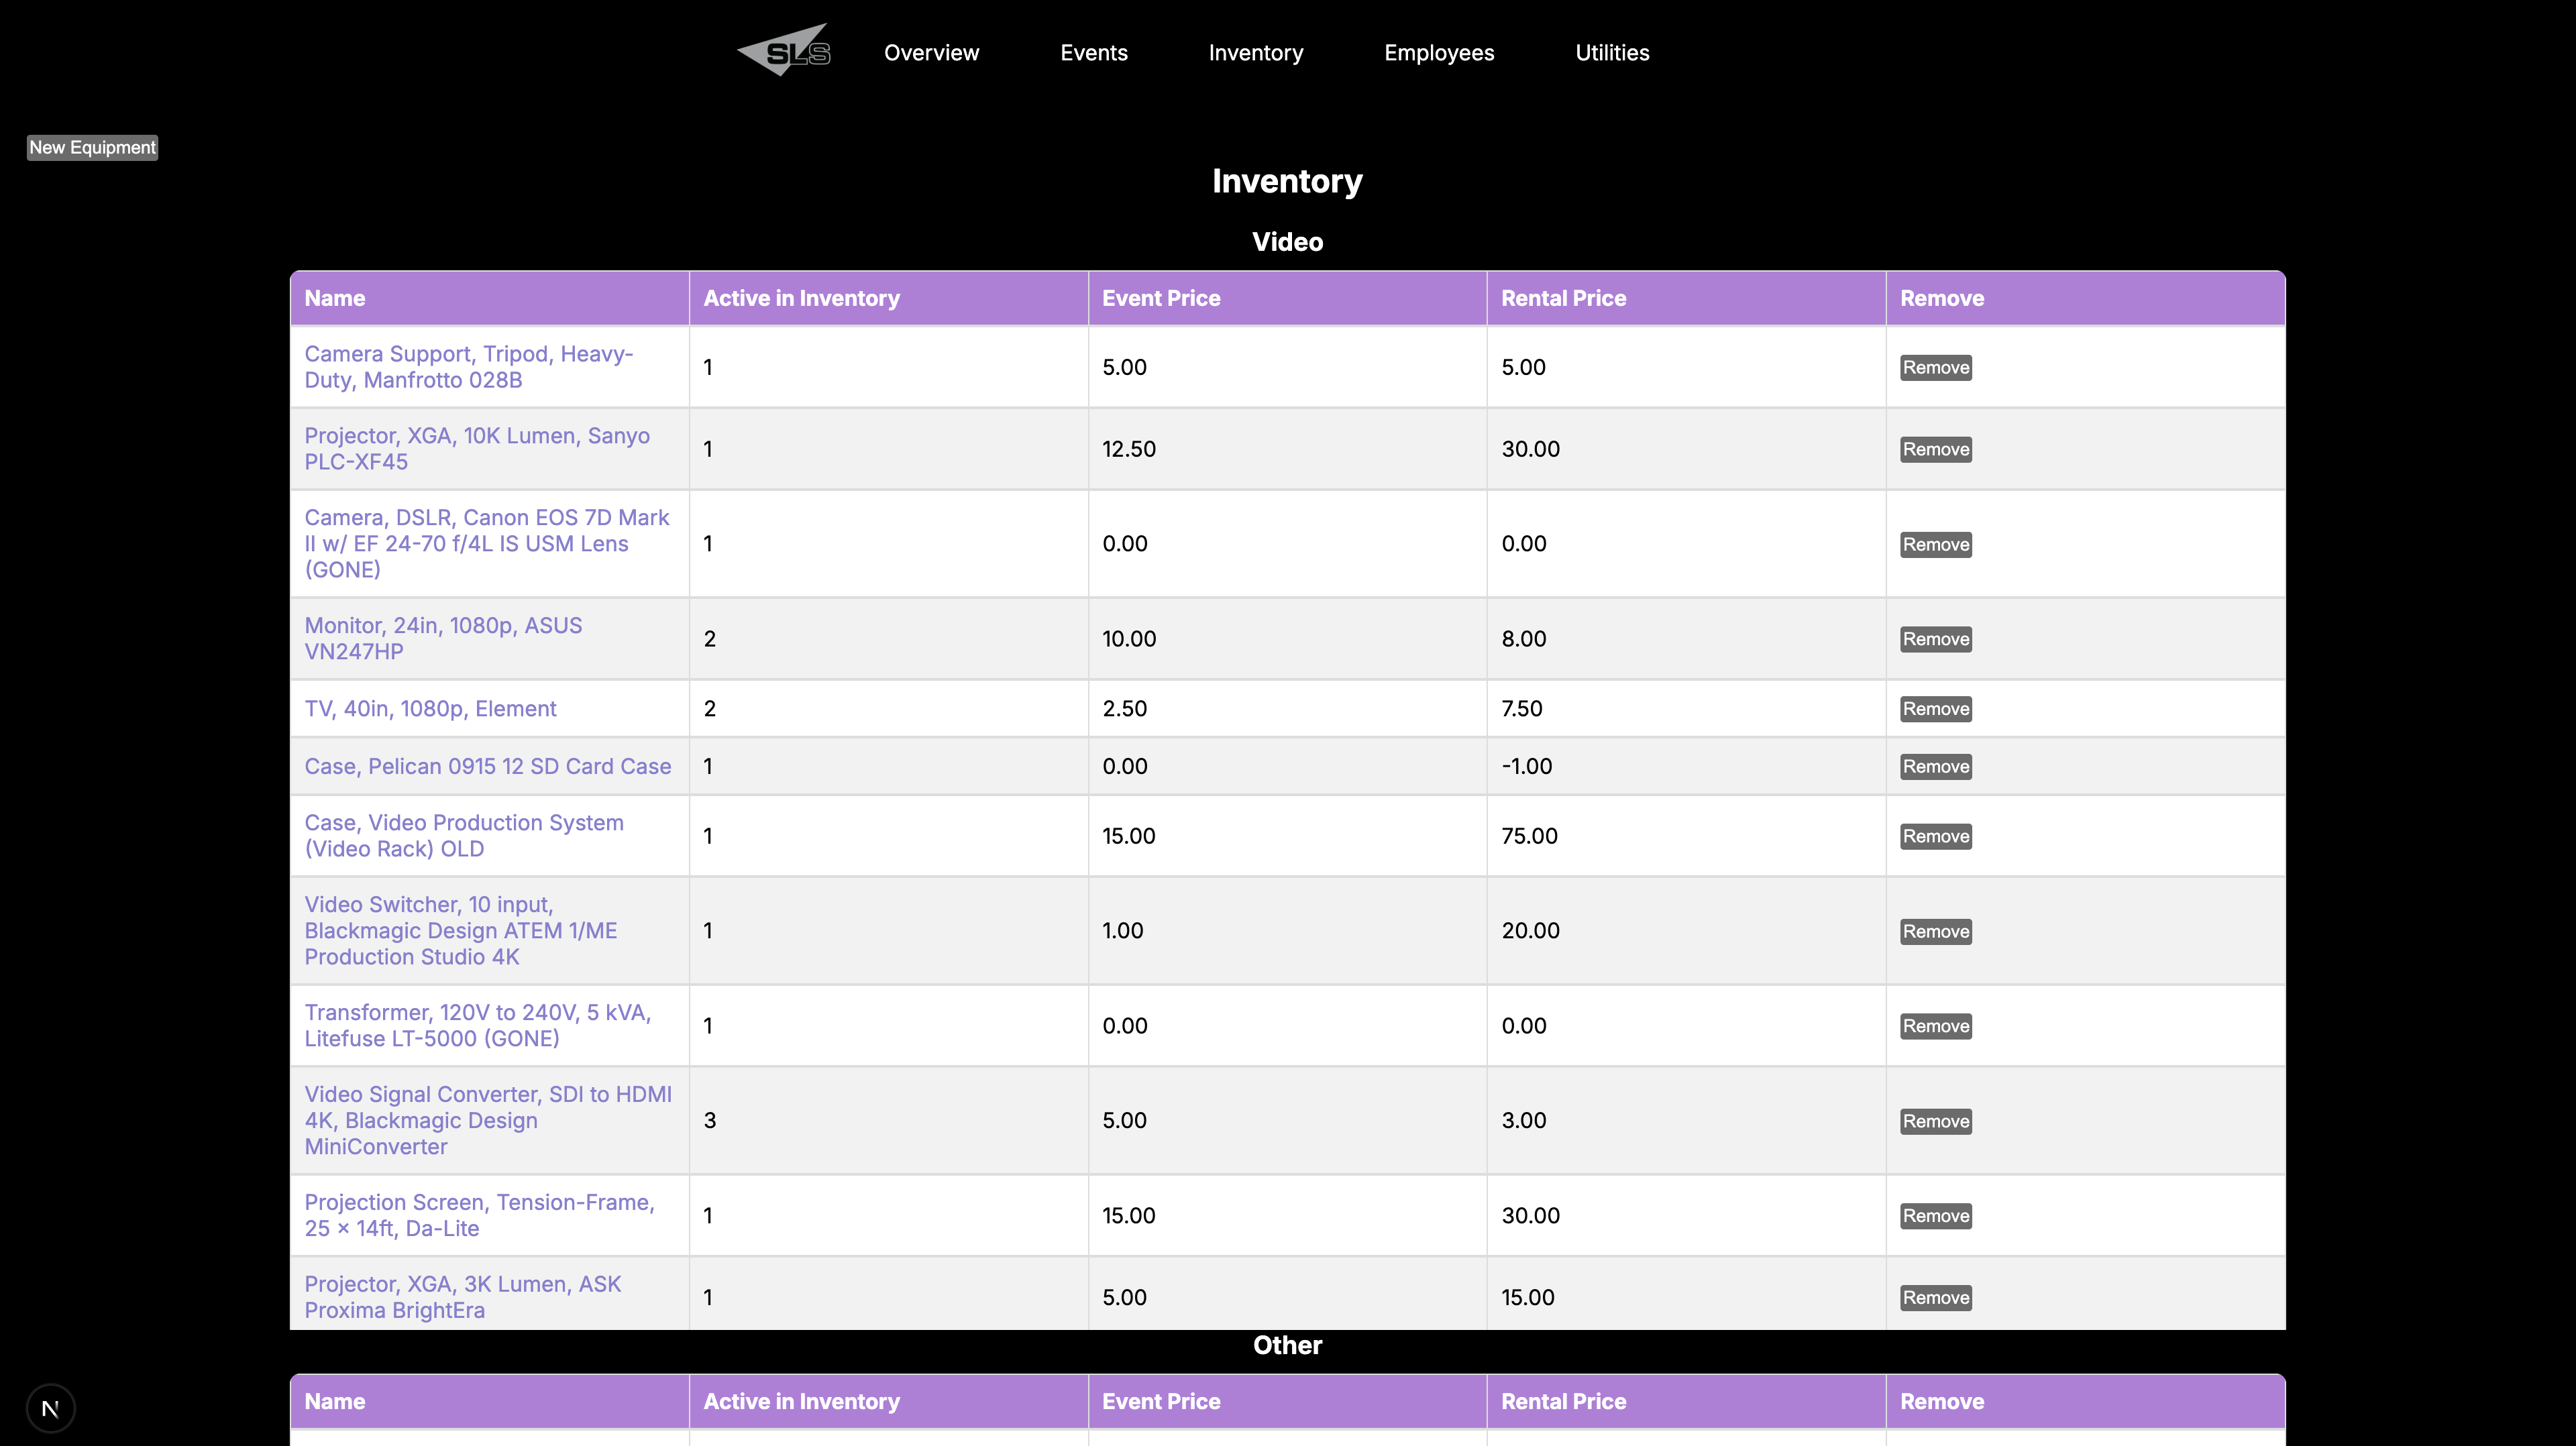 SLS Overview Events Inventory Employees Utilities
New Equipment
Inventory
Video
Name Active in Inventory Event Price Rental Price Remove
Camera Support, Tripod, Heavy-
Duty, Manfrotto 028B
1 5.00 5.00 Remove
Projector, XGA, 10K Lumen, Sanyo
PLC-XF45
1 12.50 30.00 Remove
Camera, DSLR, Canon EOS 7D Mark
II w/ EF 24-70 f/4L IS USM Lens
(GONE)
1 0.00 0.00 Remove
Monitor, 24in, 1080p, ASUS
VN247HP
2 10.00 8.00 Remove
TV, 40in, 1080p, Element 2 2.50 7.50 Remove
Case, Pelican 0915 12 SD Card Case 1 0.00 -1.00 Remove
Case, Video Production System
(Video Rack) OLD
1 15.00 75.00 Remove
Video Switcher, 10 input,
Blackmagic Design ATEM 1/ME
Production Studio 4K
1 1.00 20.00 Remove
Transformer, 120V to 240V, 5 kVA,
Litefuse LT-5000 (GONE)
1 0.00 0.00 Remove
Video Signal Converter, SDI to HDMI
4K, Blackmagic Design
MiniConverter
3 5.00 3.00 Remove
Projection Screen, Tension-Frame,
25 × 14ft, Da-Lite
1 15.00 30.00 Remove
Projector, XGA, 3K Lumen, ASK
Proxima BrightEra
1 5.00 15.00 Remove
Other
Name Active in Inventory Event Price Rental Price Remove
N